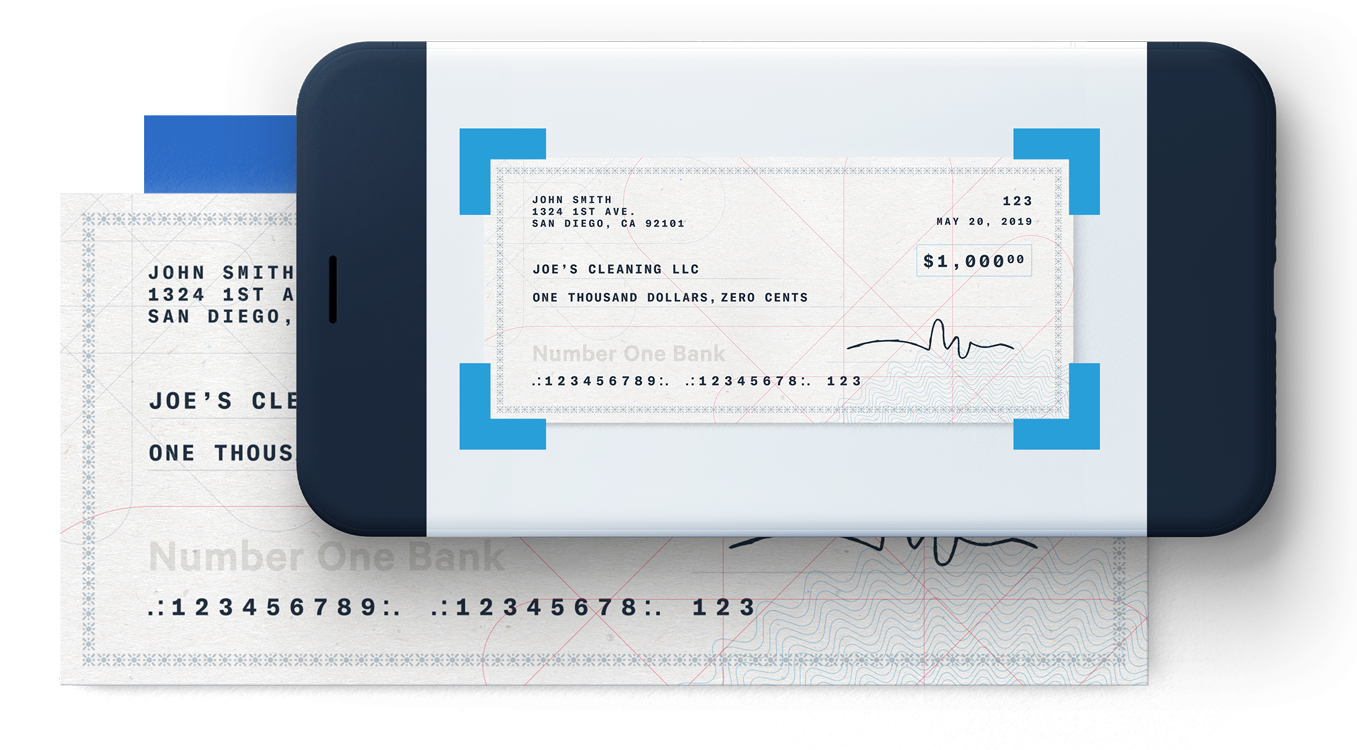 JOHN SMITH
1324 1ST AVE.
SAN DIEGO, CA 92101
123
MAY 20, 2019
$1,000⁰⁰
JOE'S CLEANING LLC
ONE THOUSAND DOLLARS, ZERO CENTS
Number One Bank
.:123456789:. .:12345678:. 123
JOHN SMITH
1324 1ST A
SAN DIEGO,
JOE'S CLE
ONE THOUS
Number One Bank
.:123456789:. .:12345678:. 123